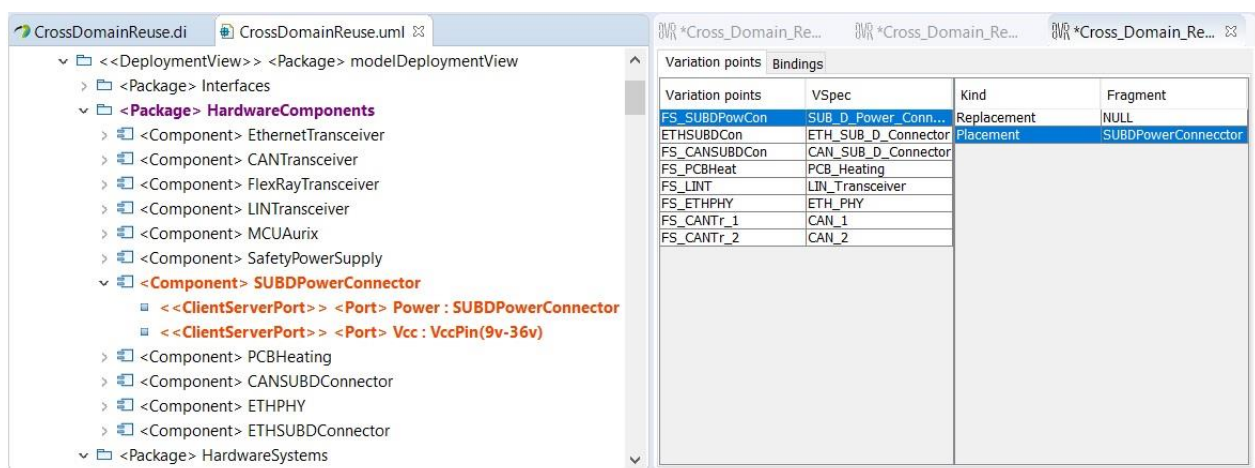 CrossDomainReuse.di
CrossDomainReuse.uml
<<DeploymentView>> <Package> modelDeploymentView
<Package> Interfaces
<Package> HardwareComponents
<Component> EthernetTransceiver
<Component> CANTransceiver
<Component> FlexRayTransceiver
<Component> LINTransceiver
<Component> MCUAurix
<Component> SafetyPowerSupply
<Component> SUBDPowerConnector
<<ClientServerPort>> <Port> Power : SUBDPowerConnector
<<ClientServerPort>> <Port> Vcc : VccPin(9v-36v)
<Component> PCBHeating
<Component> CANSUBDConnector
<Component> ETHPHY
<Component> ETHSUBDConnector
<Package> HardwareSystems
*Cross_Domain_Re... *Cross_Domain_Re... *Cross_Domain_Re...
Variation points Bindings
Variation points VSpec Kind Fragment
FS_SUBDPowCon SUB_D_Power_Conn... Replacement NULL
ETHSUBDCon ETH_SUB_D_Connector Placement SUBDPowerConnecctor
FS_CANSUBDCon CAN_SUB_D_Connector
FS_PCBHeat PCB_Heating
FS_LINT LIN_Transceiver
FS_ETHPHY ETH_PHY
FS_CANTr_1 CAN_1
FS_CANTr_2 CAN_2